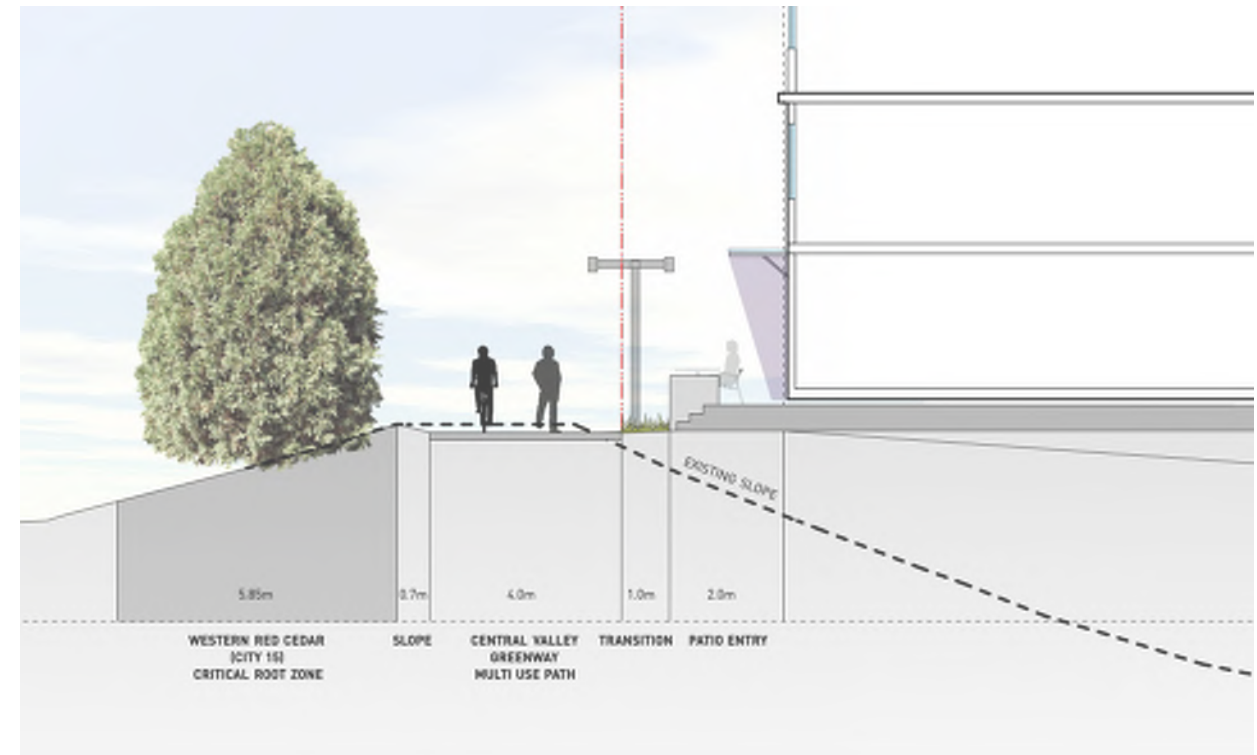 EXISTING SLOPE
5.85m
0.7m
4.0m
1.0m
2.0m
WESTERN RED CEDAR
(CITY 15)
CRITICAL ROOT ZONE
SLOPE
CENTRAL VALLEY
GREENWAY
MULTI USE PATH
TRANSITION
PATIO ENTRY